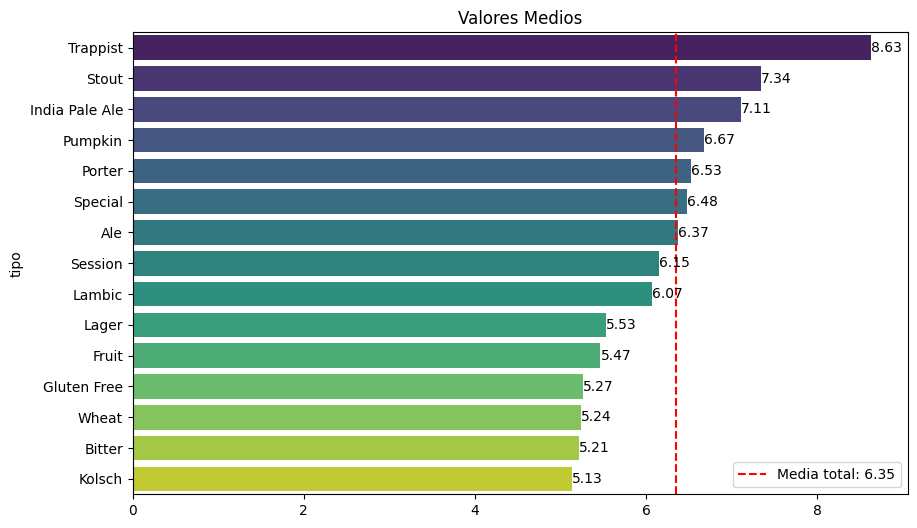 Valores Medios
tipo
Trappist 8.63
Stout 7.34
India Pale Ale 7.11
Pumpkin 6.67
Porter 6.53
Special 6.48
Ale 6.37
Session 6.15
Lambic 6.07
Lager 5.53
Fruit 5.47
Gluten Free 5.27
Wheat 5.24
Bitter 5.21
Kolsch 5.13
Media total: 6.35
0 2 4 6 8